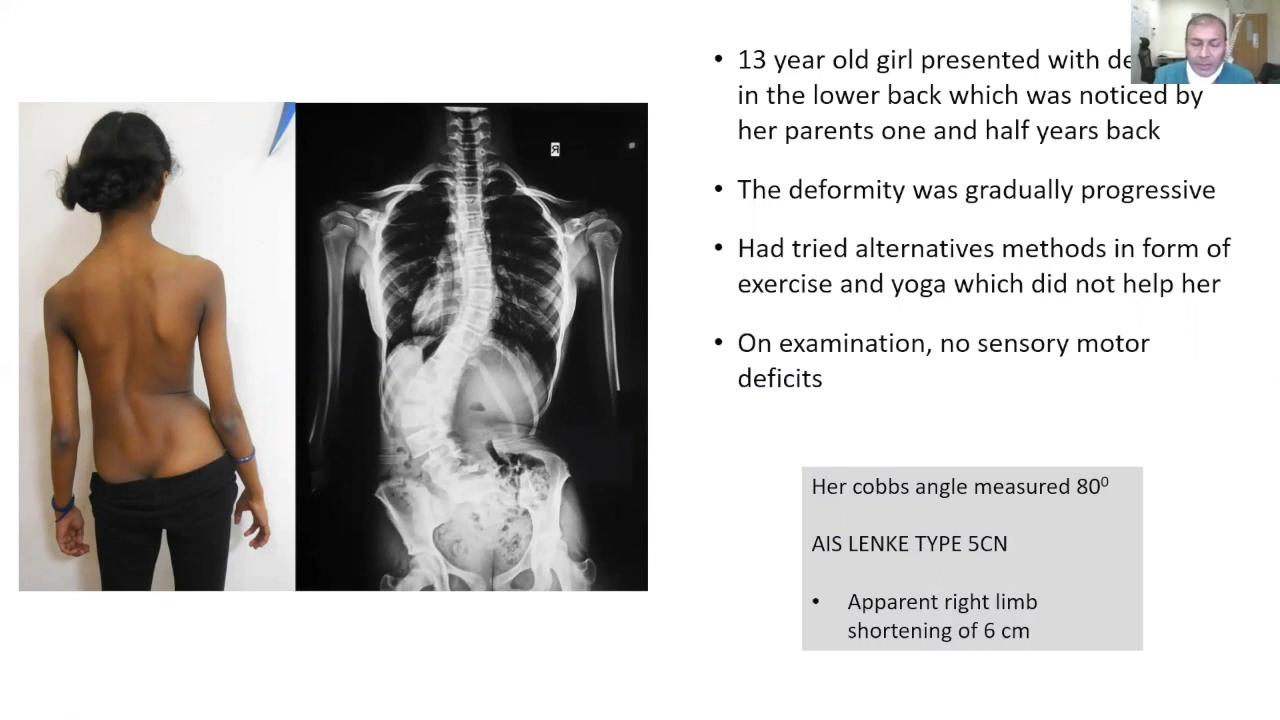 • 13 year old girl presented with
in the lower back which was noticed by
her parents one and half years back
• The deformity was gradually progressive
• Had tried alternatives methods in form of
exercise and yoga which did not help her
• On examination, no sensory motor
deficits
Her cobbs angle measured 80⁰
AIS LENKE TYPE 5CN
• Apparent right limb
shortening of 6 cm
R